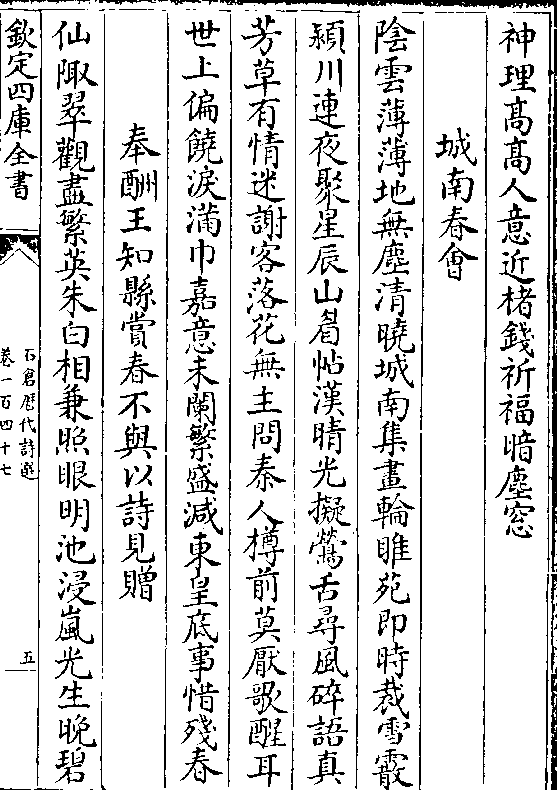 神理髙髙人意近楮錢祈福暗塵窓
城南春會
陰雲薄薄地無塵清曉城南集畫輪睢苑即時裁雪霰
潁川連夜聚星辰山眉帖漢晴光擬鶯舌尋風碎語真
芳草有情迷謝客落花無主問秦人樽前莫厭歌醒耳
世上偏饒淚滿巾嘉意未闌繁盛減東皇底事惜殘春
奉酬王知縣賞春不與以詩見贈
仙陬翠觀盡繁英朱白相兼照眼明池浸嵐光生晚碧
欽定四庫全書
石倉歴代詩選
卷一百四十七
五